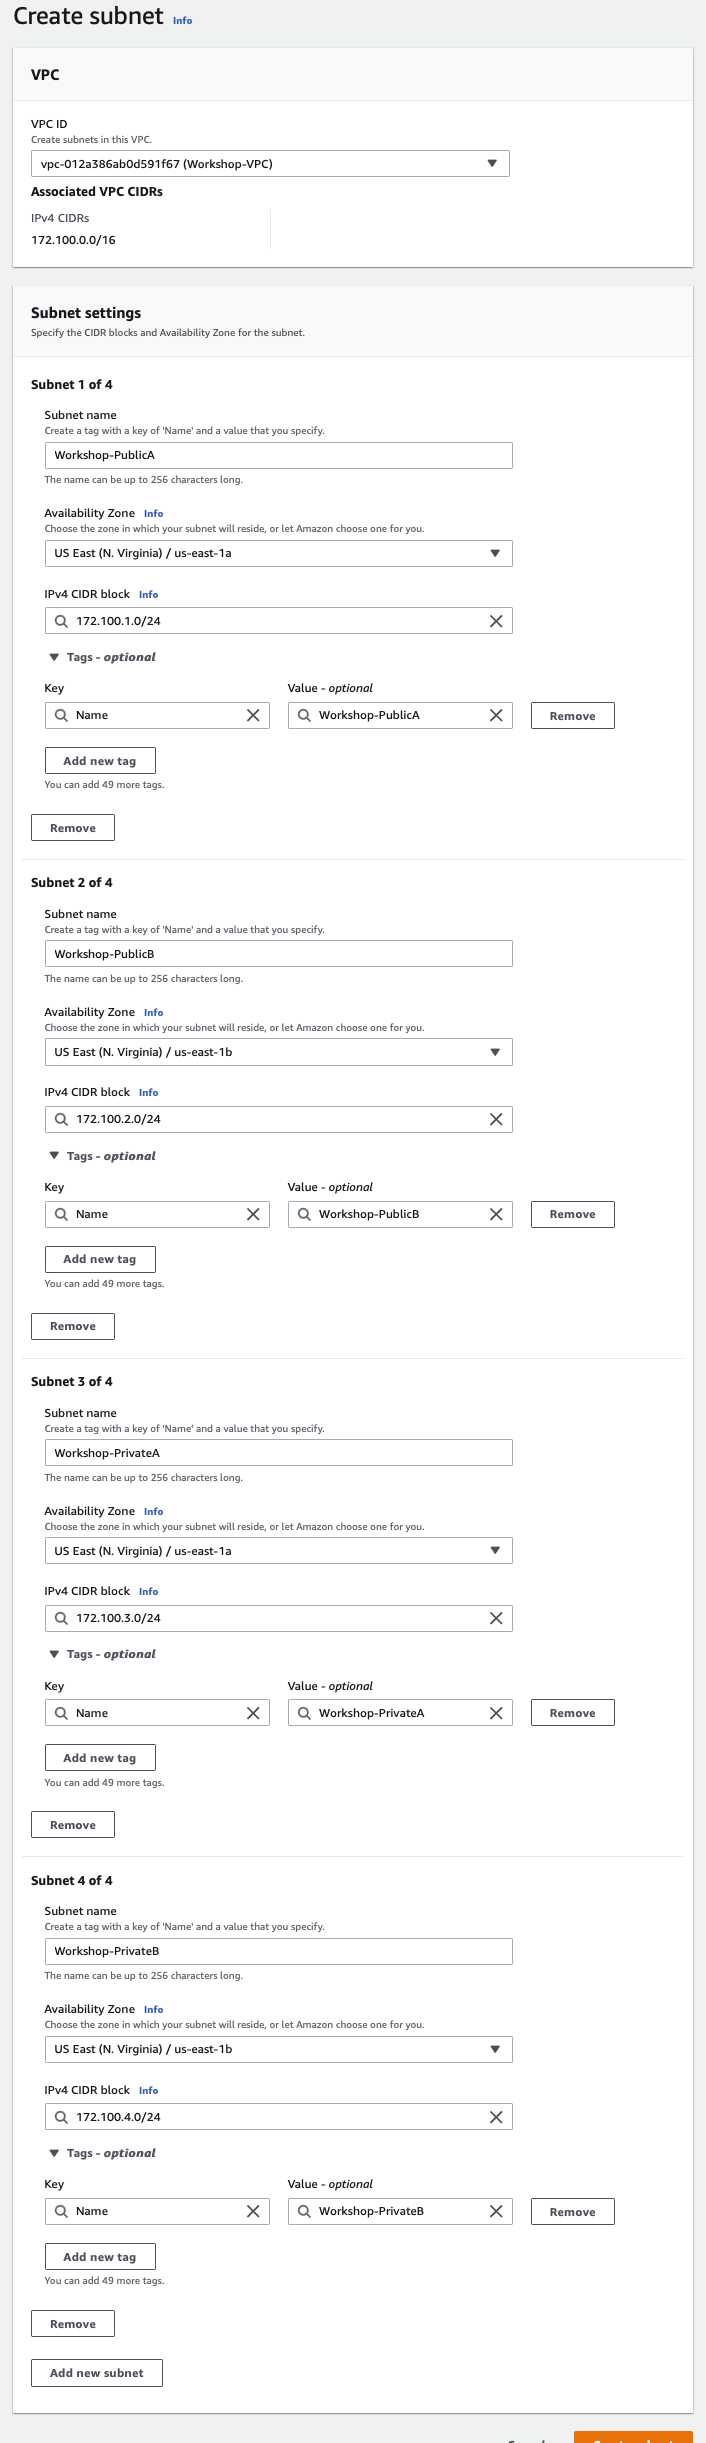 Create subnet Info
VPC
VPC ID
Create subnets in this VPC.
vpc-012a386ab0d591f67 (Workshop-VPC)
Associated VPC CIDRs
IPv4 CIDRs
172.100.0.0/16
Subnet settings
Specify the CIDR blocks and Availability Zone for the subnet.
Subnet 1 of 4
Subnet name
Create a tag with a key of 'Name' and a value that you specify.
Workshop-PublicA
The name can be up to 256 characters long.
Availability Zone Info
Choose the zone in which your subnet will reside, or let Amazon choose one for you.
US East (N. Virginia) / us-east-1a
IPv4 CIDR block Info
172.100.1.0/24
Tags - optional
Key Value - optional
Name Workshop-PublicA Remove
Add new tag
You can add 49 more tags.
Remove
Subnet 2 of 4
Subnet name
Create a tag with a key of 'Name' and a value that you specify.
Workshop-PublicB
The name can be up to 256 characters long.
Availability Zone Info
Choose the zone in which your subnet will reside, or let Amazon choose one for you.
US East (N. Virginia) / us-east-1b
IPv4 CIDR block Info
172.100.2.0/24
Tags - optional
Key Value - optional
Name Workshop-PublicB Remove
Add new tag
You can add 49 more tags.
Remove
Subnet 3 of 4
Subnet name
Create a tag with a key of 'Name' and a value that you specify.
Workshop-PrivateA
The name can be up to 256 characters long.
Availability Zone Info
Choose the zone in which your subnet will reside, or let Amazon choose one for you.
US East (N. Virginia) / us-east-1a
IPv4 CIDR block Info
172.100.3.0/24
Tags - optional
Key Value - optional
Name Workshop-PrivateA Remove
Add new tag
You can add 49 more tags.
Remove
Subnet 4 of 4
Subnet name
Create a tag with a key of 'Name' and a value that you specify.
Workshop-PrivateB
The name can be up to 256 characters long.
Availability Zone Info
Choose the zone in which your subnet will reside, or let Amazon choose one for you.
US East (N. Virginia) / us-east-1b
IPv4 CIDR block Info
172.100.4.0/24
Tags - optional
Key Value - optional
Name Workshop-PrivateB Remove
Add new tag
You can add 49 more tags.
Remove
Add new subnet